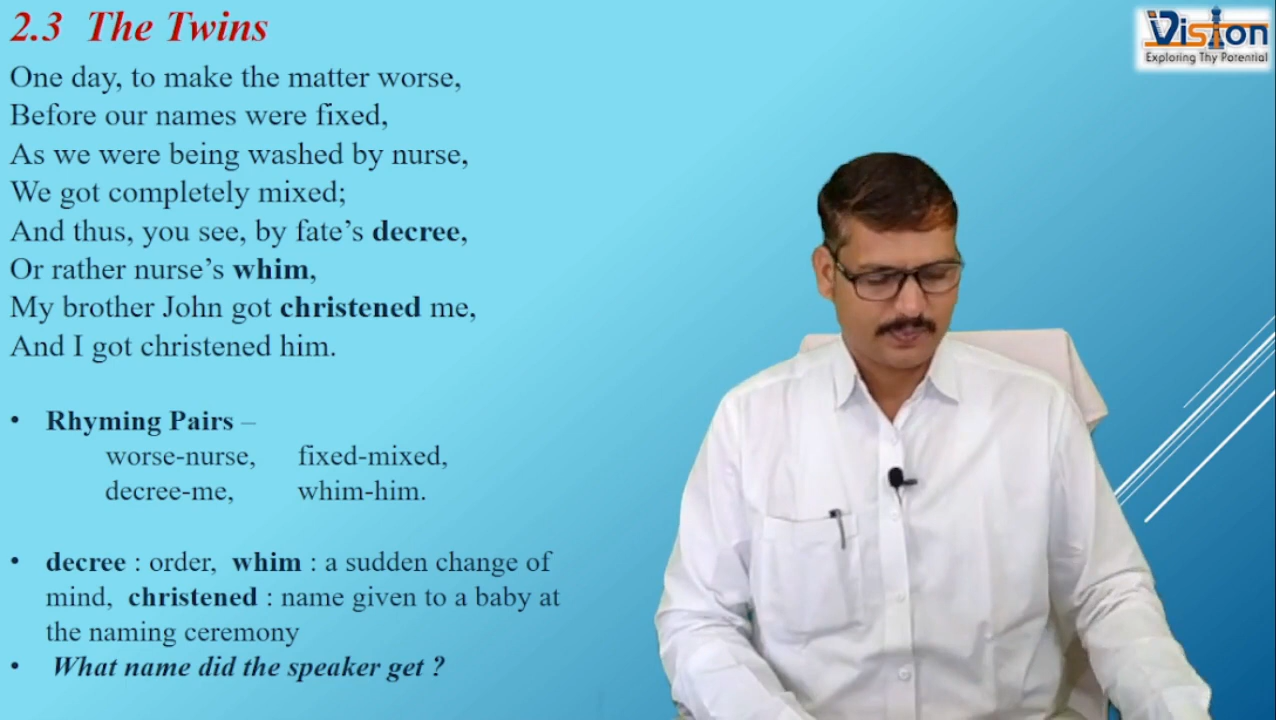 2.3 The Twins
One day, to make the matter worse,
Before our names were fixed,
As we were being washed by nurse,
We got completely mixed;
And thus, you see, by fate's decree,
Or rather nurse's whim,
My brother John got christened me,
And I got christened him.
• Rhyming Pairs –
worse-nurse, fixed-mixed,
decree-me, whim-him.
• decree : order, whim : a sudden change of
mind, christened : name given to a baby at
the naming ceremony
• What name did the speaker get ?
Vision
Exploring Thy Potential